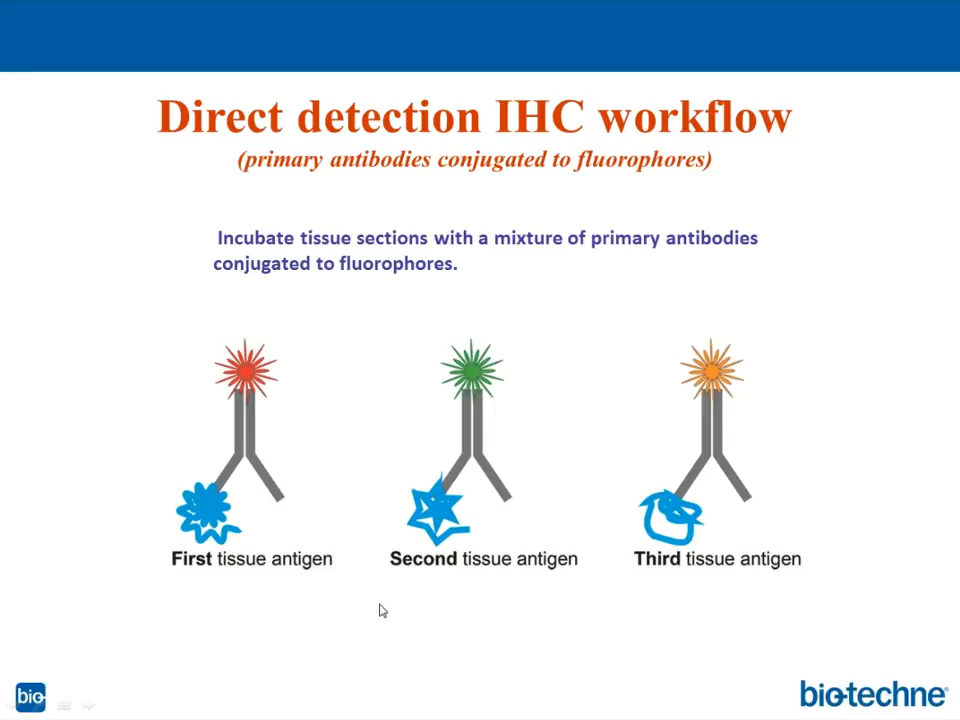 Direct detection IHC workflow
(primary antibodies conjugated to fluorophores)
Incubate tissue sections with a mixture of primary antibodies
conjugated to fluorophores.
First tissue antigen
Second tissue antigen
Third tissue antigen
bio
bio-techne®